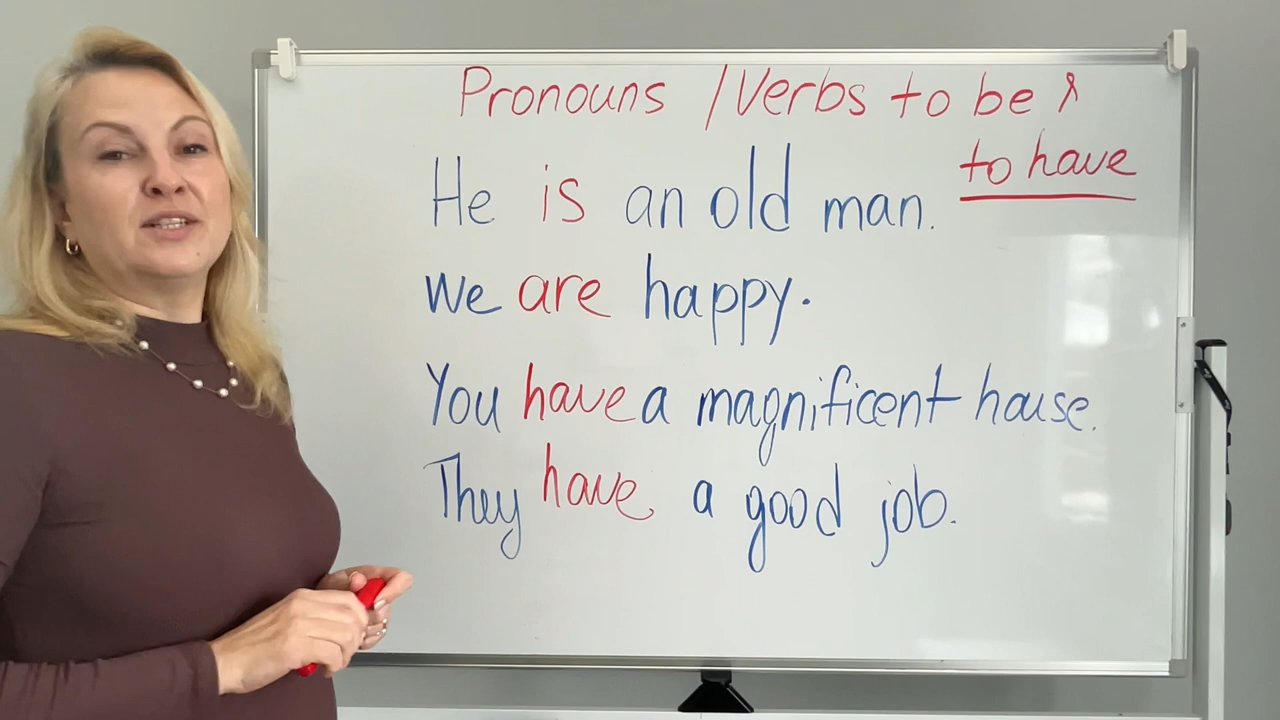 Pronouns / Verbs to be &
to have
He is an old man.
We are happy.
You have a magnificent house.
They have a good job.